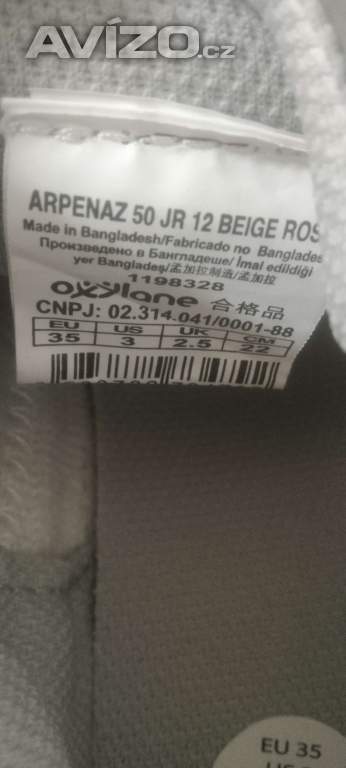 AVÍZO.cz
ARPENAZ 50 JR 12 BEIGE ROS
Made in Bangladesh/Fabricado no Banglades
Произведено в Бангладеше/ Imal edildiği
yer Bangladeş/孟加拉制造/孟加拉
1198328
oxylane 合格品
CNPJ: 02.314.041/0001-88
EU US UK CM
35 3 2.5 22
EU 35